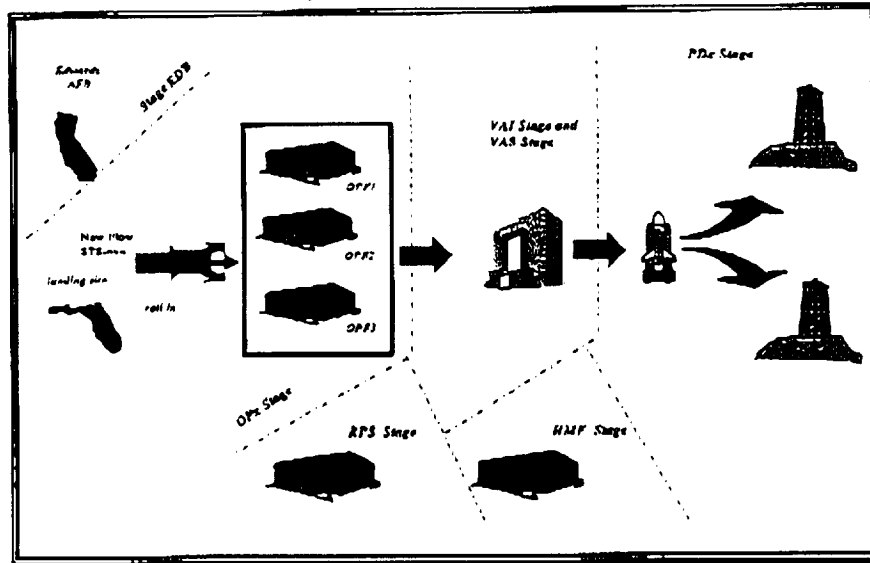 Edwards
AFB
Stage EDB
New Flow
landing site
roll in
OPF1
OPF2
OPF3
VAI Stage and
VAS Stage
PDx Stage
OPx Stage
RPS Stage
HMF Stage